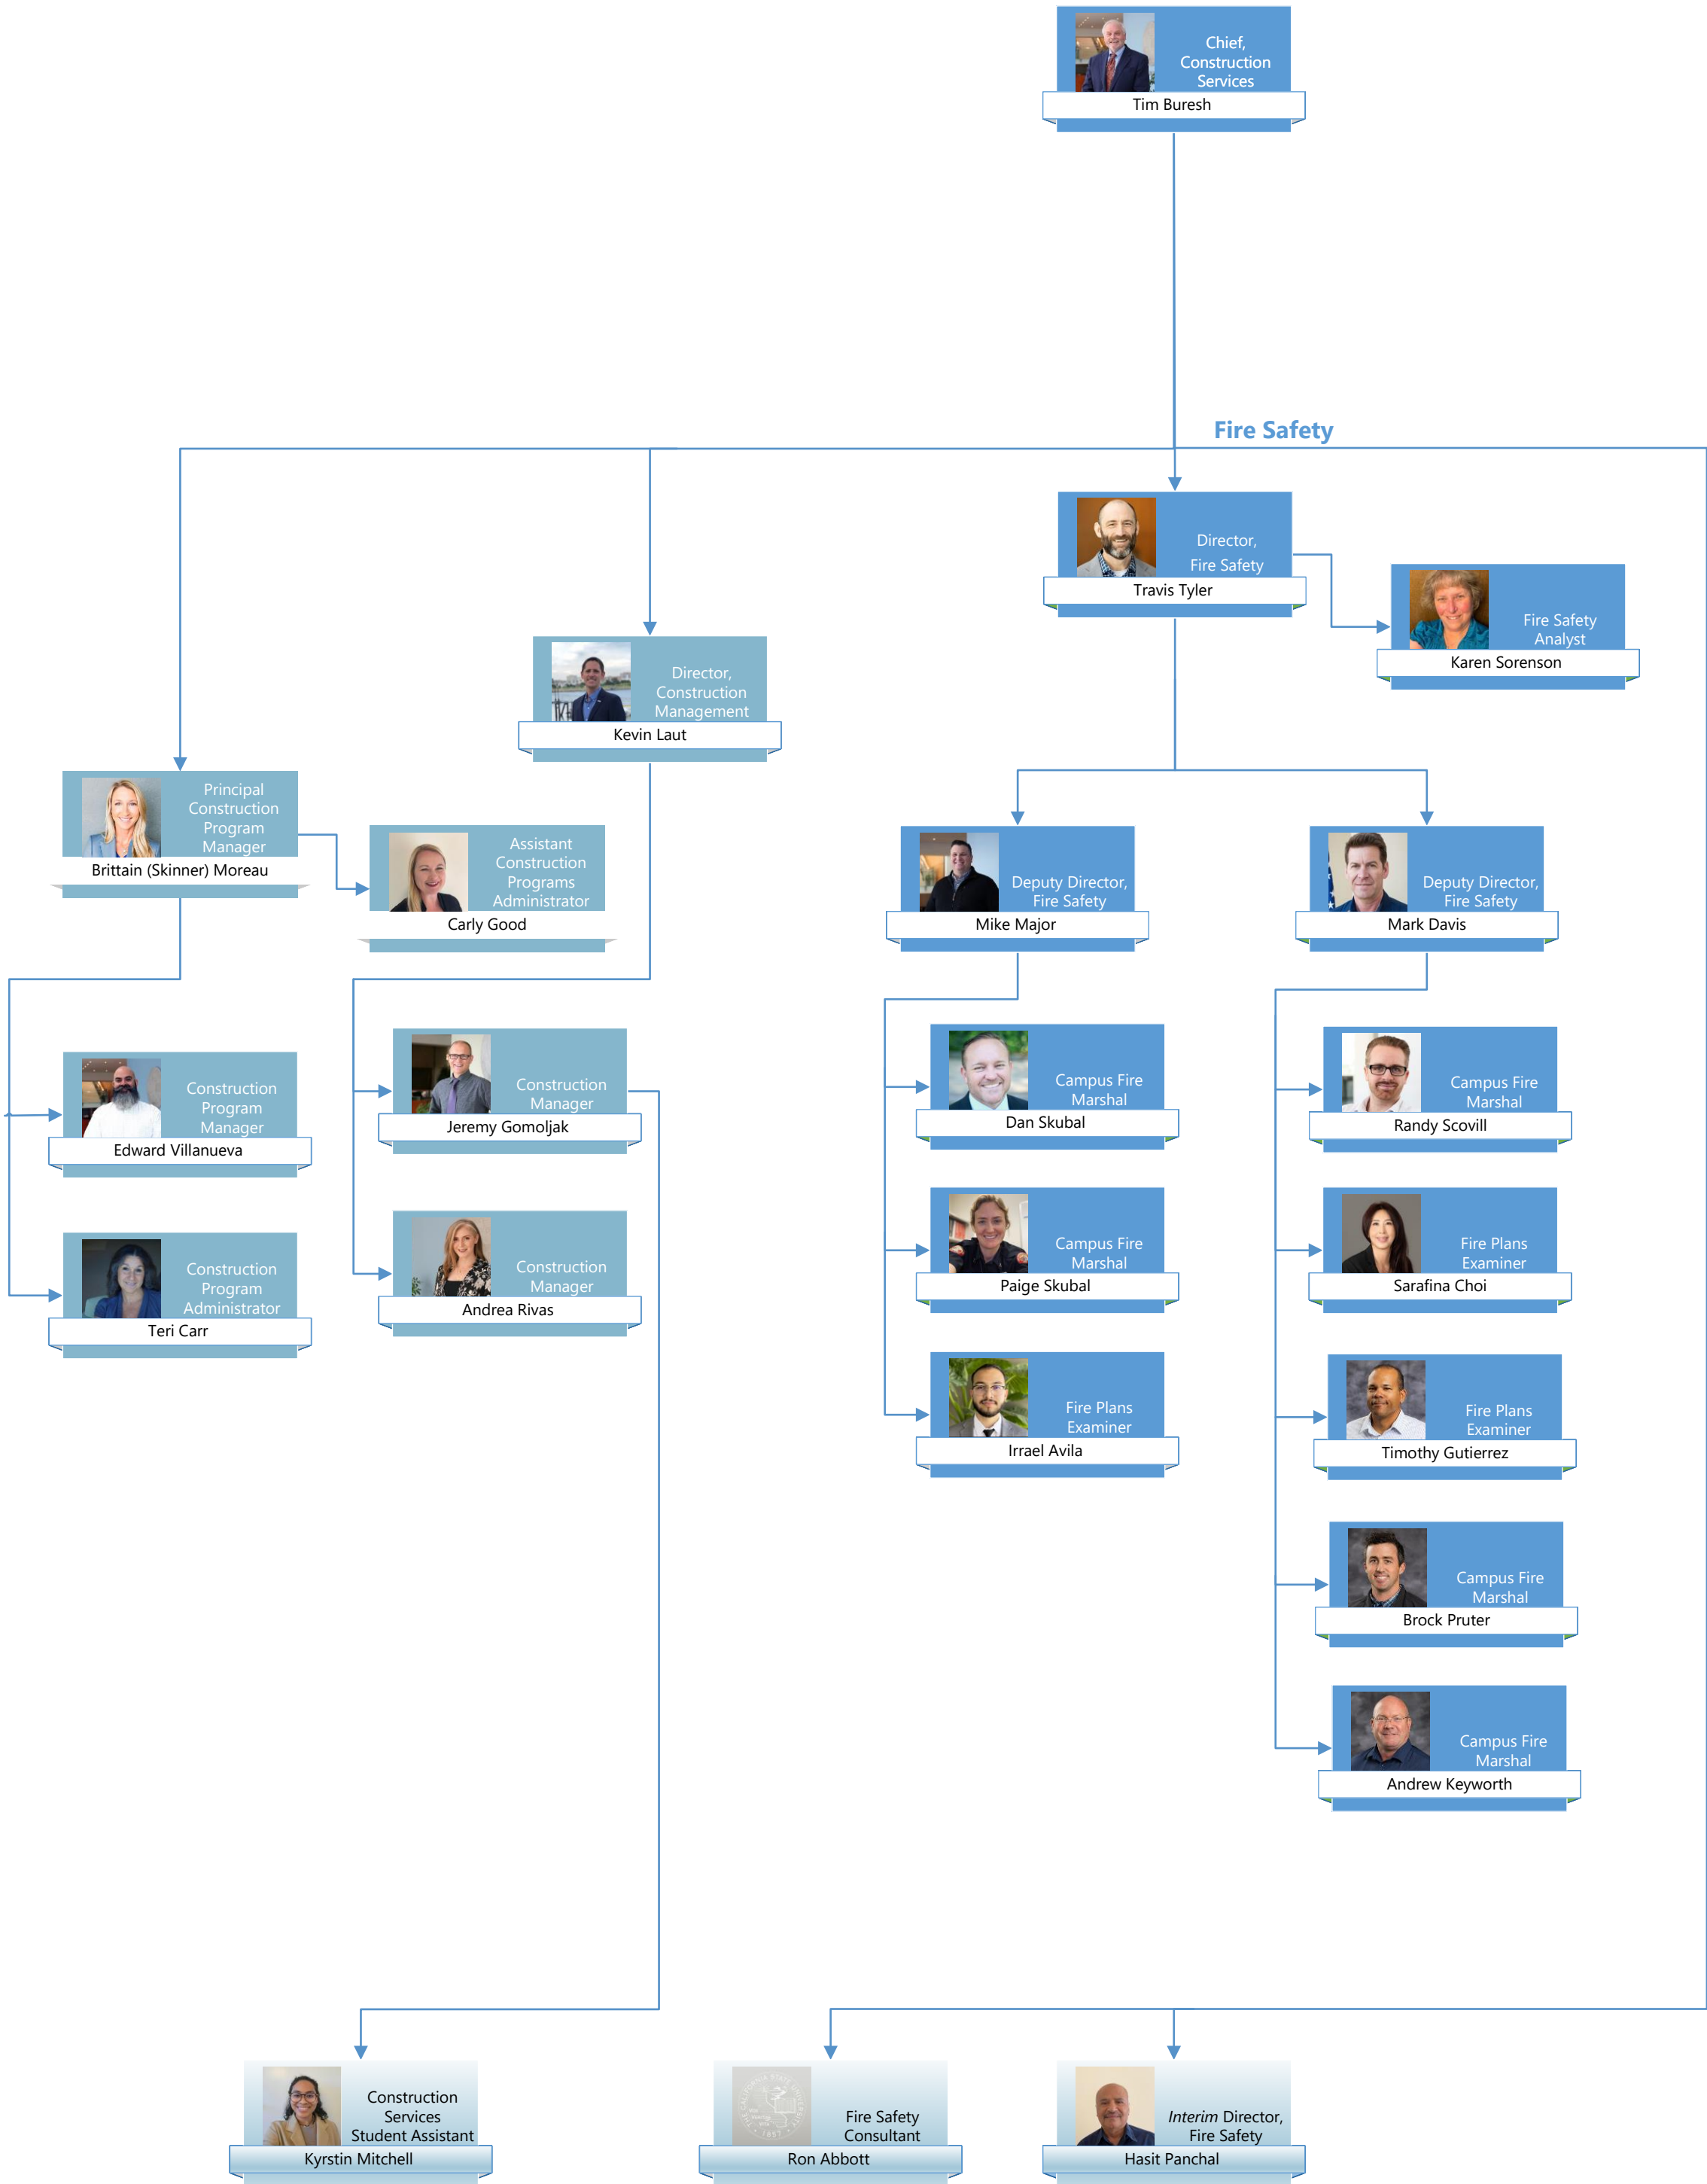 Chief,
Construction
Services
Tim Buresh
Fire Safety
Director,
Fire Safety
Travis Tyler
Fire Safety
Analyst
Karen Sorenson
Director,
Construction
Management
Kevin Laut
Principal
Construction
Program
Manager
Brittain (Skinner) Moreau
Assistant
Construction
Programs
Administrator
Carly Good
Deputy Director,
Fire Safety
Mike Major
Deputy Director,
Fire Safety
Mark Davis
Construction
Program
Manager
Edward Villanueva
Construction
Manager
Jeremy Gomoljak
Campus Fire
Marshal
Dan Skubal
Campus Fire
Marshal
Randy Scovill
Construction
Program
Administrator
Teri Carr
Construction
Manager
Andrea Rivas
Campus Fire
Marshal
Paige Skubal
Fire Plans
Examiner
Sarafina Choi
Fire Plans
Examiner
Irrael Avila
Fire Plans
Examiner
Timothy Gutierrez
Campus Fire
Marshal
Brock Pruter
Campus Fire
Marshal
Andrew Keyworth
Construction
Services
Student Assistant
Kyrstin Mitchell
Fire Safety
Consultant
Ron Abbott
Interim Director,
Fire Safety
Hasit Panchal